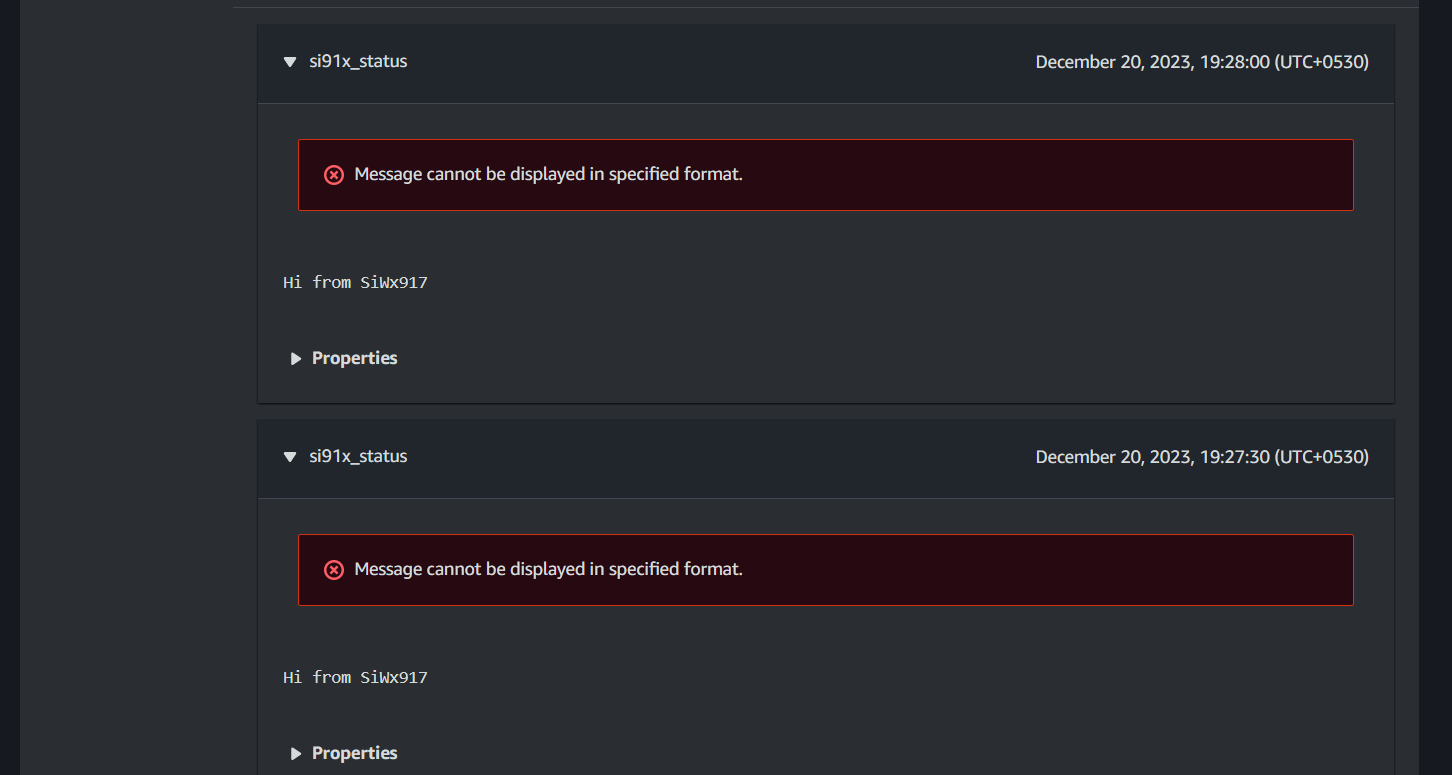 si91x_status December 20, 2023, 19:28:00 (UTC+0530)
Message cannot be displayed in specified format.
Hi from SiWx917
Properties
si91x_status December 20, 2023, 19:27:30 (UTC+0530)
Message cannot be displayed in specified format.
Hi from SiWx917
Properties